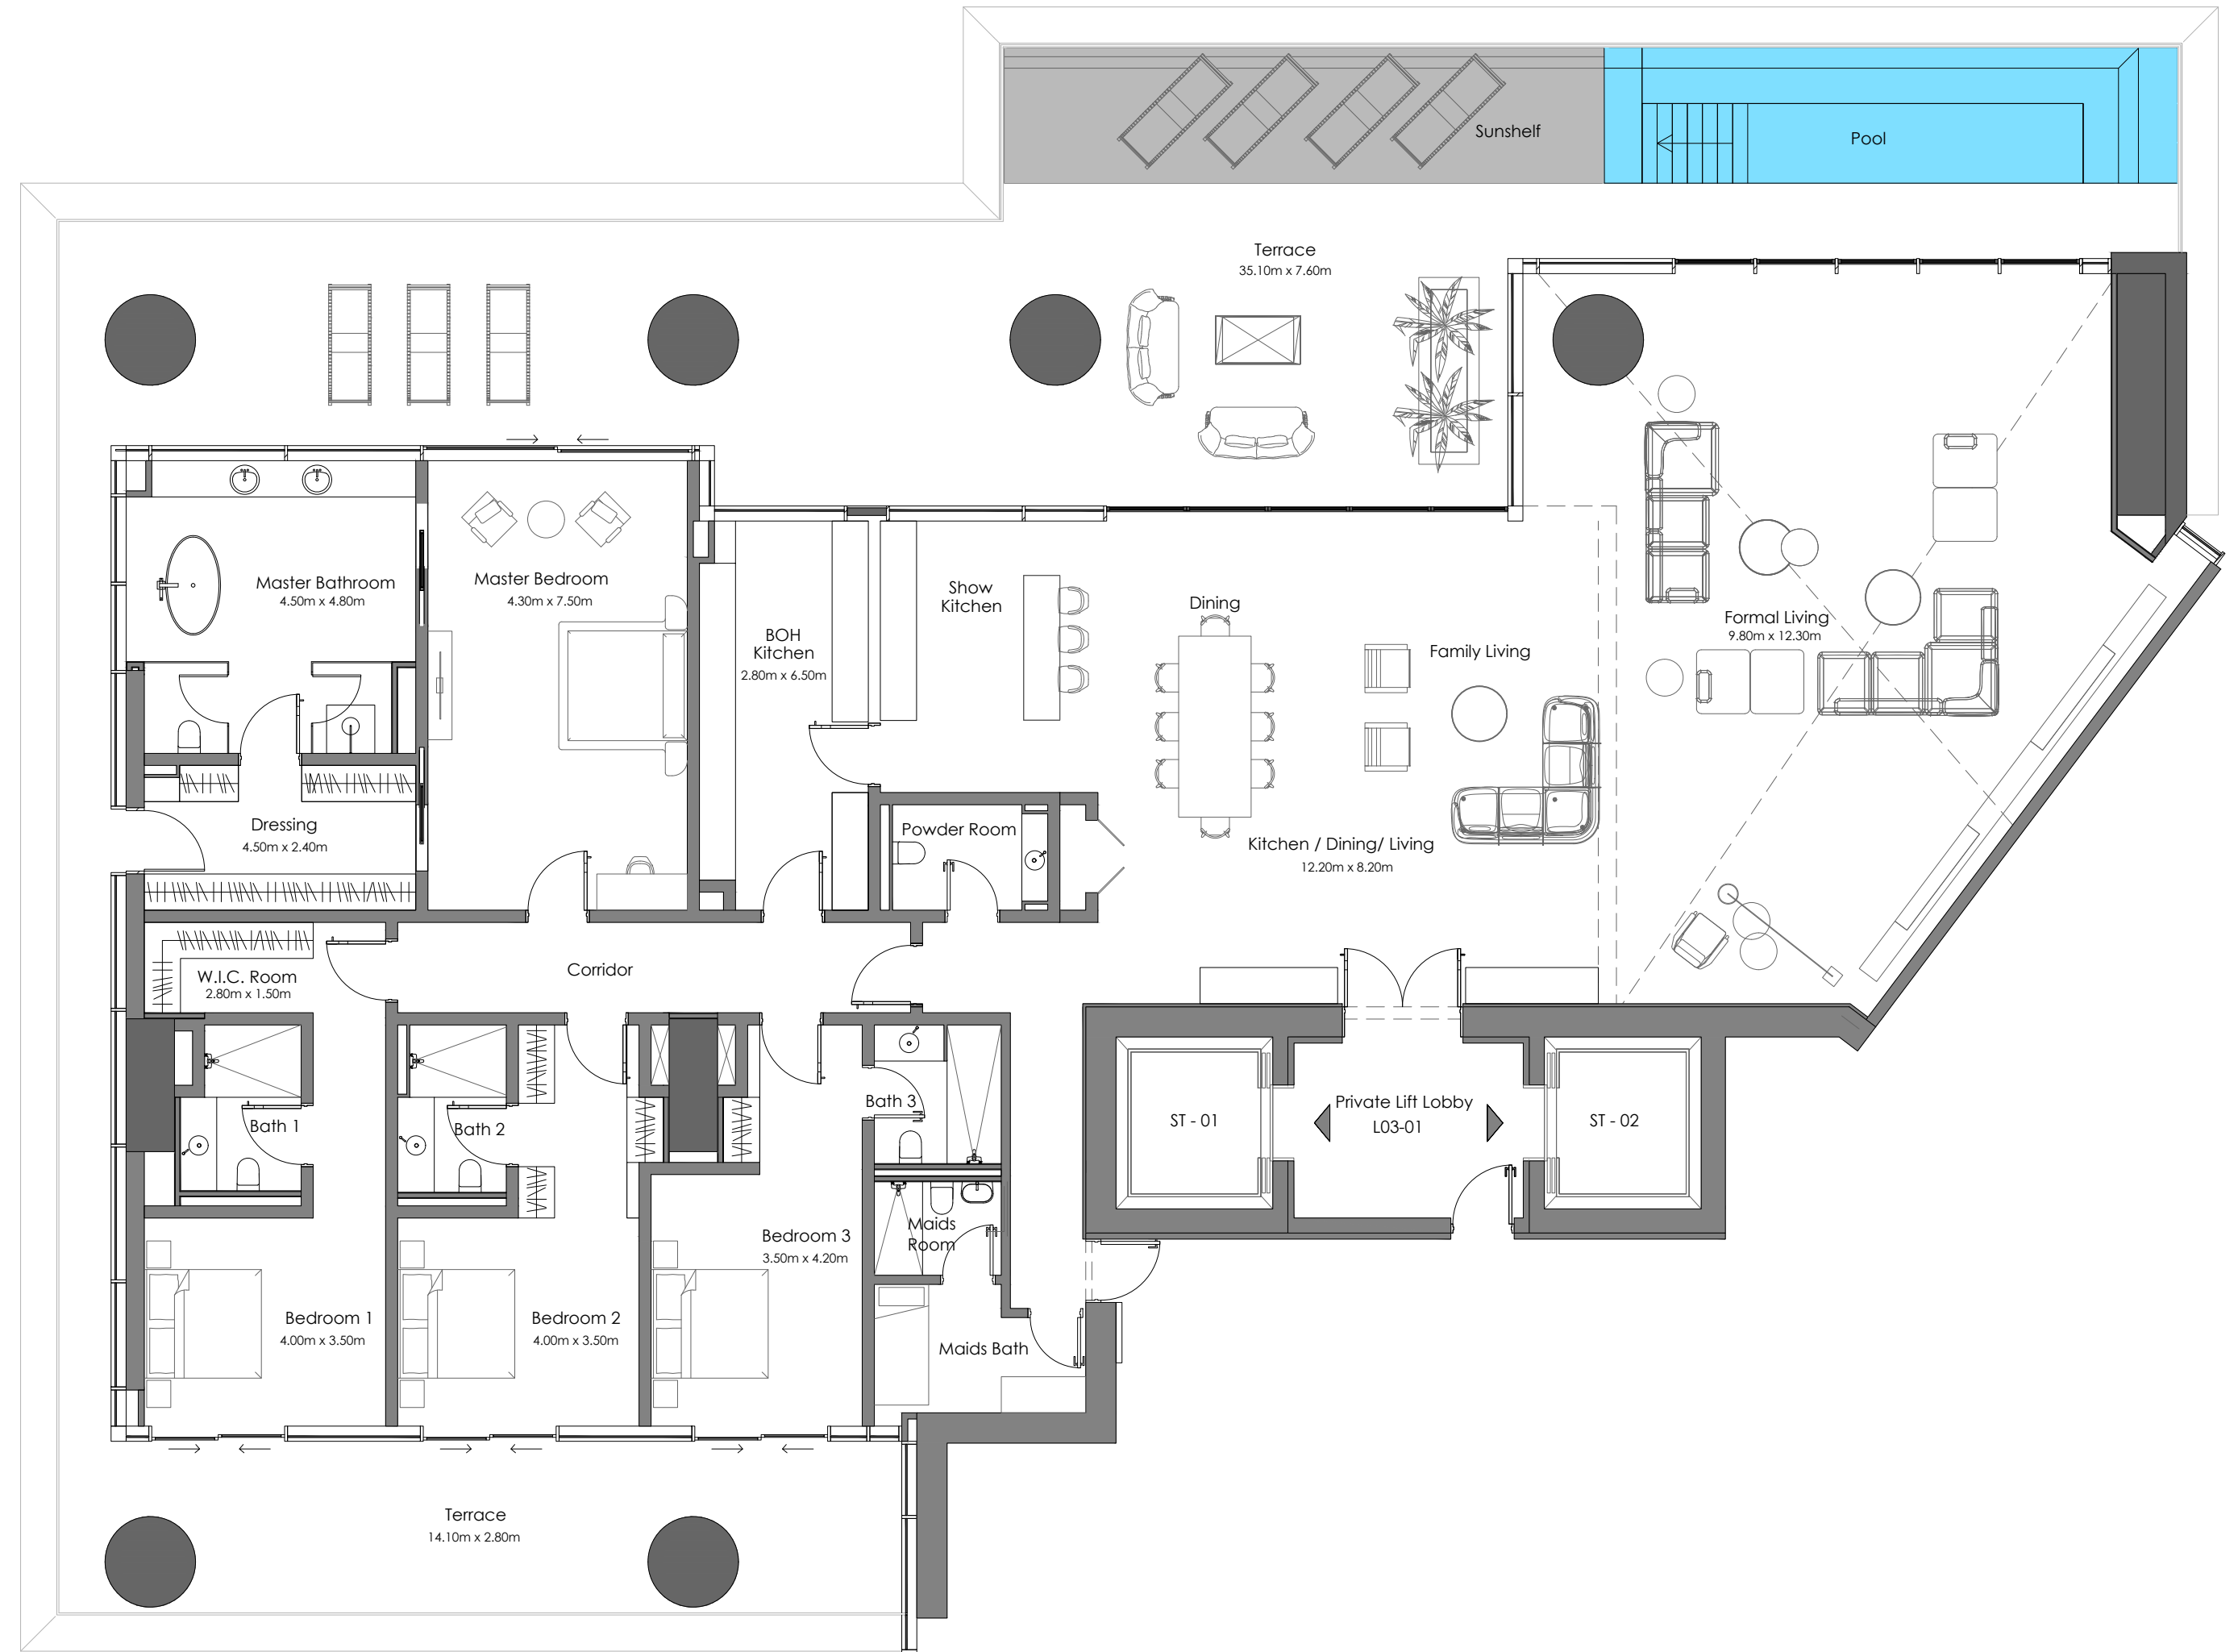 Sunshelf
Pool
Terrace
35.10m x 7.60m
Master Bathroom
4.50m x 4.80m
Master Bedroom
4.30m x 7.50m
BOH
Kitchen
2.80m x 6.50m
Show
Kitchen
Dining
Family Living
Formal Living
9.80m x 12.30m
Dressing
4.50m x 2.40m
Powder Room
Kitchen / Dining/ Living
12.20m x 8.20m
W.I.C. Room
2.80m x 1.50m
Corridor
Bath 1
Bath 2
Bath 3
ST - 01
Private Lift Lobby
L03-01
ST - 02
Maids
Room
Bedroom 3
3.50m x 4.20m
Bedroom 1
4.00m x 3.50m
Bedroom 2
4.00m x 3.50m
Maids Bath
Terrace
14.10m x 2.80m